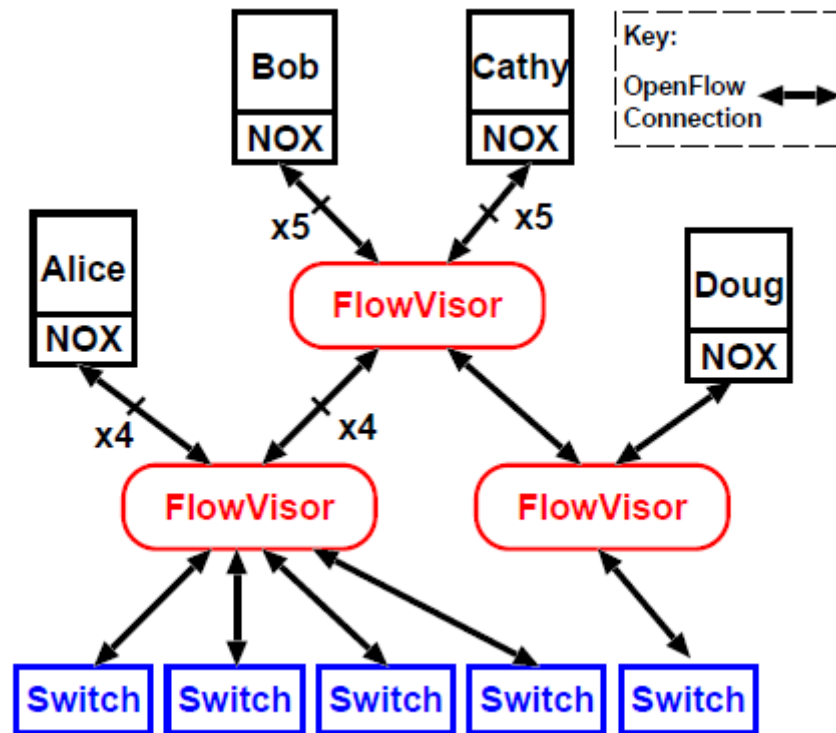 Bob
NOX
Cathy
NOX
Key:
OpenFlow
Connection
x5
x5
Alice
NOX
FlowVisor
Doug
NOX
x4
x4
FlowVisor
FlowVisor
Switch
Switch
Switch
Switch
Switch